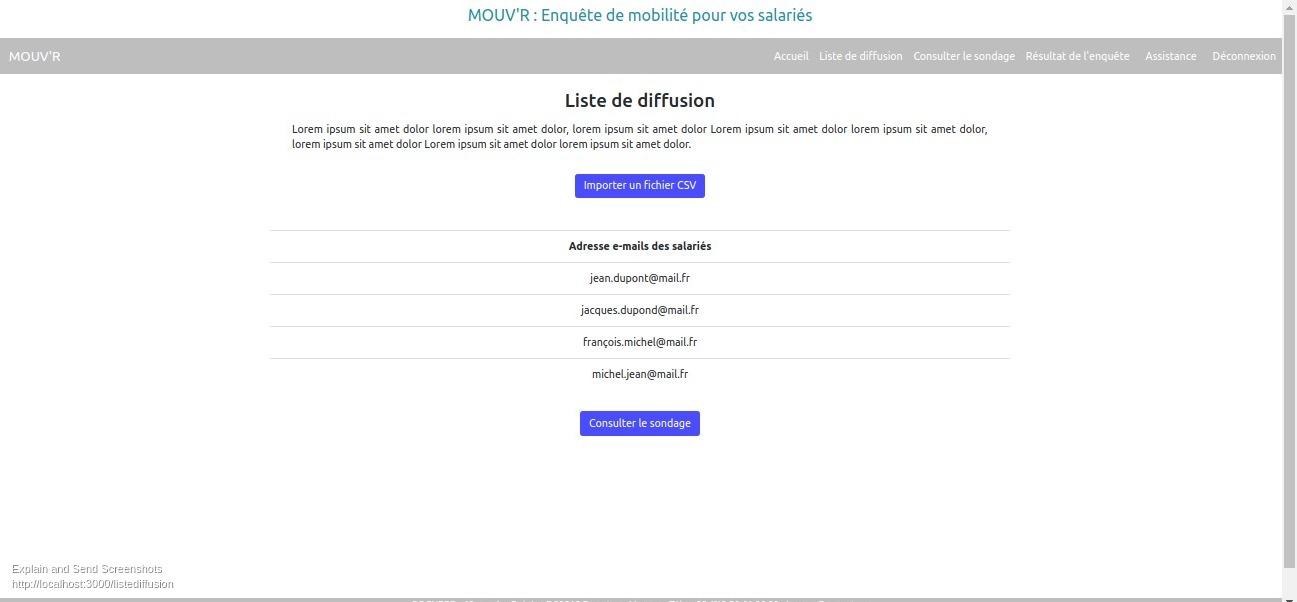 MOUV'R : Enquête de mobilité pour vos salariés
MOUV'R Accueil Liste de diffusion Consulter le sondage Résultat de l'enquête Assistance Déconnexion
Liste de diffusion
Lorem ipsum sit amet dolor lorem ipsum sit amet dolor, lorem ipsum sit amet dolor Lorem ipsum sit amet dolor lorem ipsum sit amet dolor,
lorem ipsum sit amet dolor Lorem ipsum sit amet dolor lorem ipsum sit amet dolor.
Importer un fichier CSV
Adresse e-mails des salariés
jean.dupont@mail.fr
jacques.dupond@mail.fr
françois.michel@mail.fr
michel.jean@mail.fr
Consulter le sondage
Explain and Send Screenshots
http://localhost:3000/listediffusion